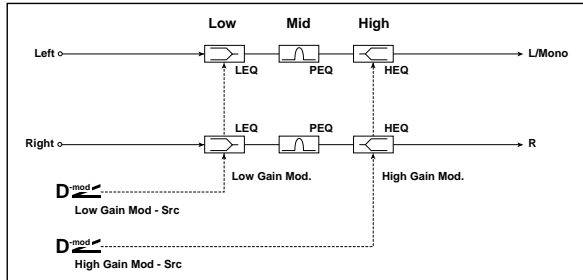 Low Mid High
Left L/Mono
LEQ PEQ HEQ
LEQ PEQ HEQ
Right R
D-mod Low Gain Mod. High Gain Mod.
Low Gain Mod - Src
D-mod
High Gain Mod - Src